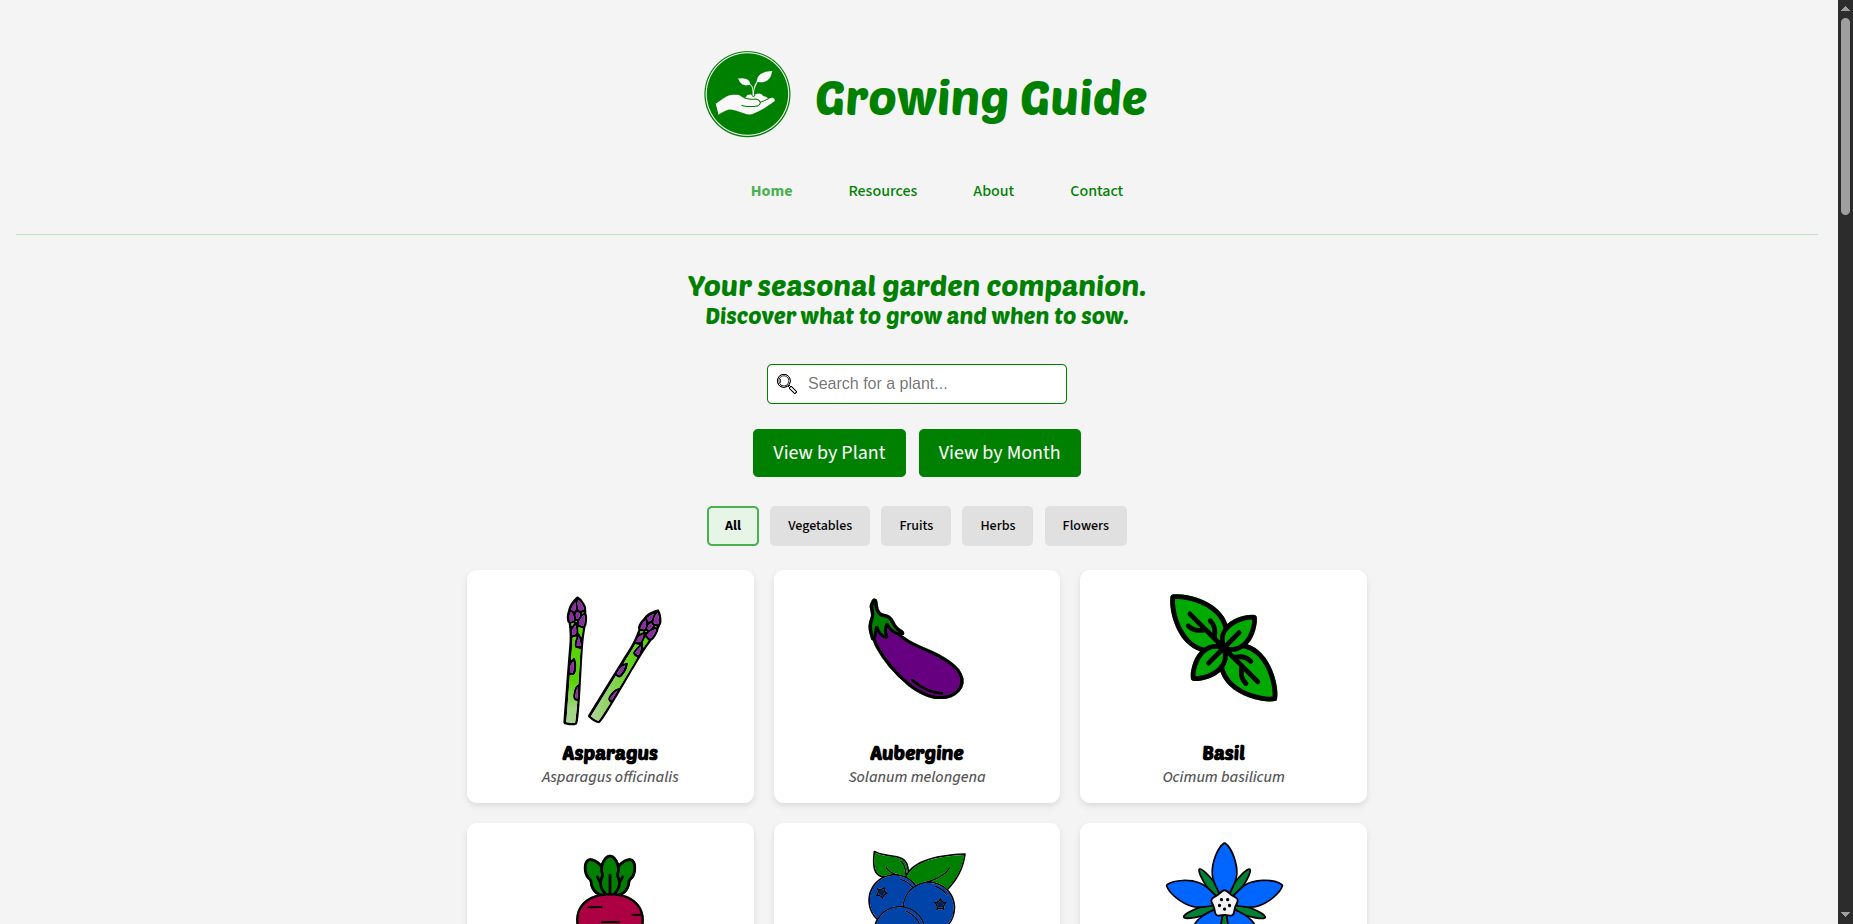 Growing Guide
Home Resources About Contact
Your seasonal garden companion.
Discover what to grow and when to sow.
Search for a plant...
View by Plant View by Month
All Vegetables Fruits Herbs Flowers
Asparagus Aubergine Basil
Asparagus officinalis Solanum melongena Ocimum basilicum